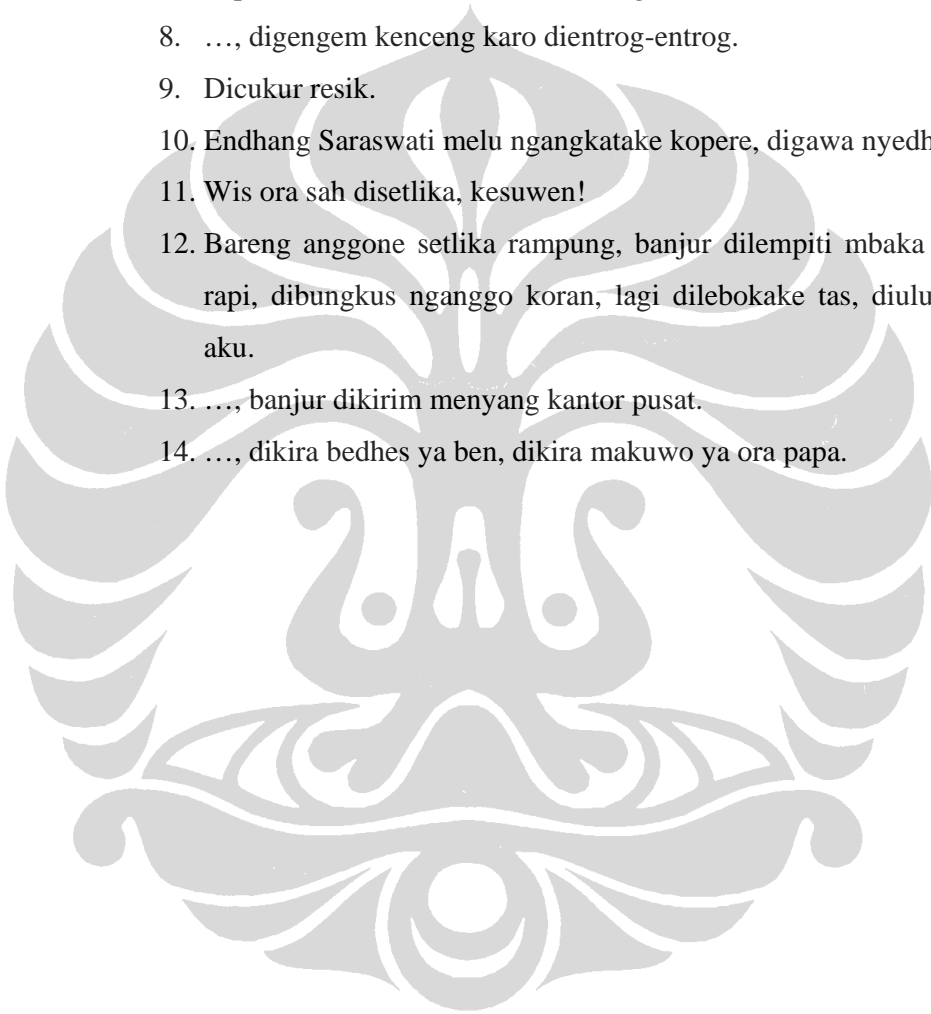 8. …, digengem kenceng karo dientrog-entrog.
9. Dicukur resik.
10. Endhang Saraswati melu ngangkatake kopere, digawa nyedh
11. Wis ora sah disetlika, kesuwen!
12. Bareng anggone setlika rampung, banjur dilempiti mbaka
rapi, dibungkus nganggo koran, lagi dilebokake tas, diulu
aku.
13. …, banjur dikirim menyang kantor pusat.
14. …, dikira bedhes ya ben, dikira makuwo ya ora papa.